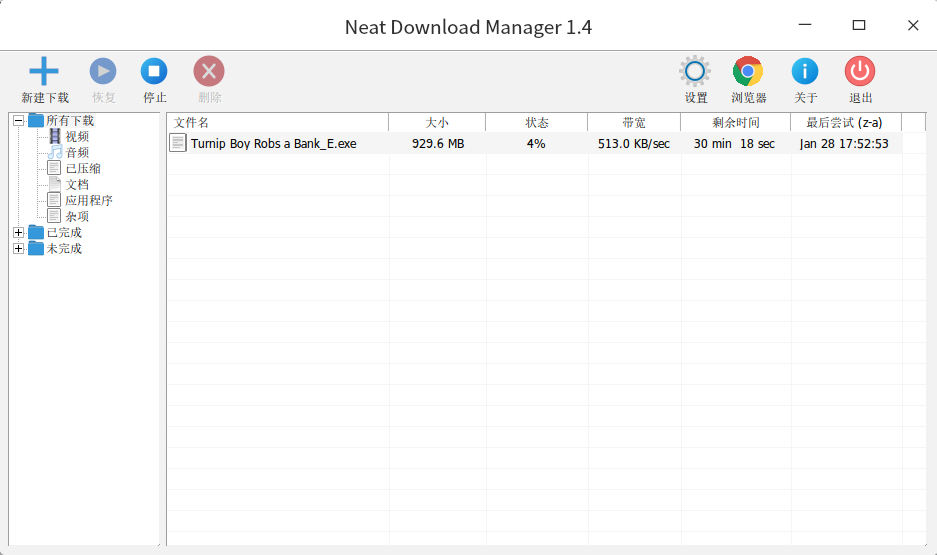 Neat Download Manager 1.4
新建下载 恢复 停止 删除 设置 浏览器 关于 退出
所有下载
视频
音频
已压缩
文档
应用程序
杂项
已完成
未完成
文件名 大小 状态 带宽 剩余时间 最后尝试 (z-a)
Turnip Boy Robs a Bank_E.exe 929.6 MB 4% 513.0 KB/sec 30 min 18 sec Jan 28 17:52:53